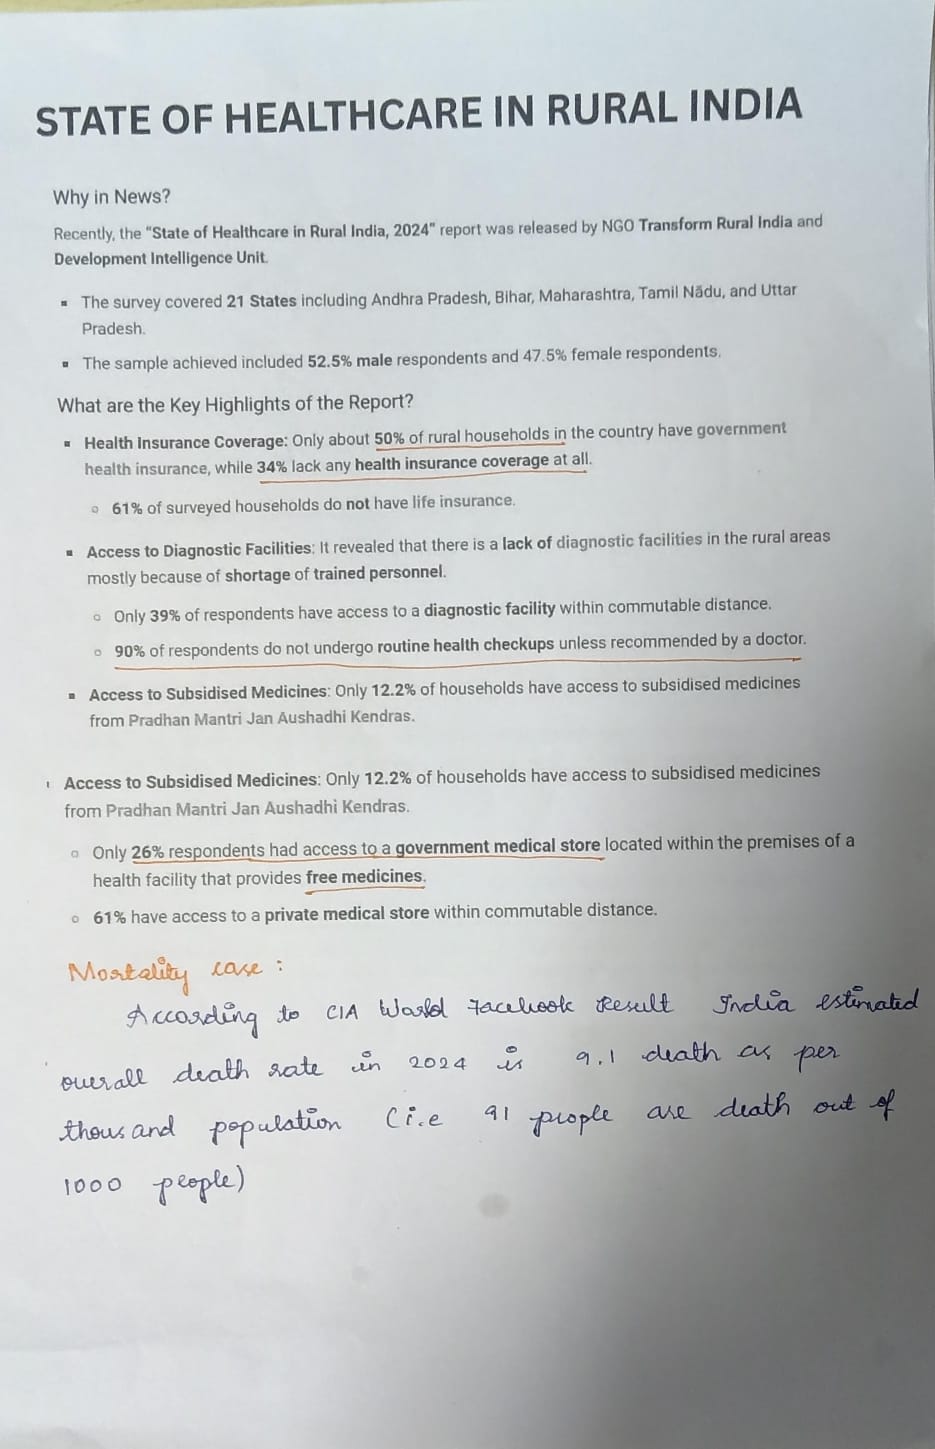 STATE OF HEALTHCARE IN RURAL INDIA
Why in News?
Recently, the "State of Healthcare in Rural India, 2024" report was released by NGO Transform Rural India and
Development Intelligence Unit.
▪ The survey covered 21 States including Andhra Pradesh, Bihar, Maharashtra, Tamil Nādu, and Uttar
Pradesh.
▪ The sample achieved included 52.5% male respondents and 47.5% female respondents.
What are the Key Highlights of the Report?
▪ Health Insurance Coverage: Only about 50% of rural households in the country have government
health insurance, while 34% lack any health insurance coverage at all.
○ 61% of surveyed households do not have life insurance.
▪ Access to Diagnostic Facilities: It revealed that there is a lack of diagnostic facilities in the rural areas
mostly because of shortage of trained personnel.
○ Only 39% of respondents have access to a diagnostic facility within commutable distance.
○ 90% of respondents do not undergo routine health checkups unless recommended by a doctor.
▪ Access to Subsidised Medicines: Only 12.2% of households have access to subsidised medicines
from Pradhan Mantri Jan Aushadhi Kendras.
Access to Subsidised Medicines: Only 12.2% of households have access to subsidised medicines
from Pradhan Mantri Jan Aushadhi Kendras.
○ Only 26% respondents had access to a government medical store located within the premises of a
health facility that provides free medicines.
○ 61% have access to a private medical store within commutable distance.
Mortality case :
According to CIA World Facebook Result India estimated
overall death rate in 2024 is 9.1 death as per
thousand population (i.e 91 people are death out of
1000 people)